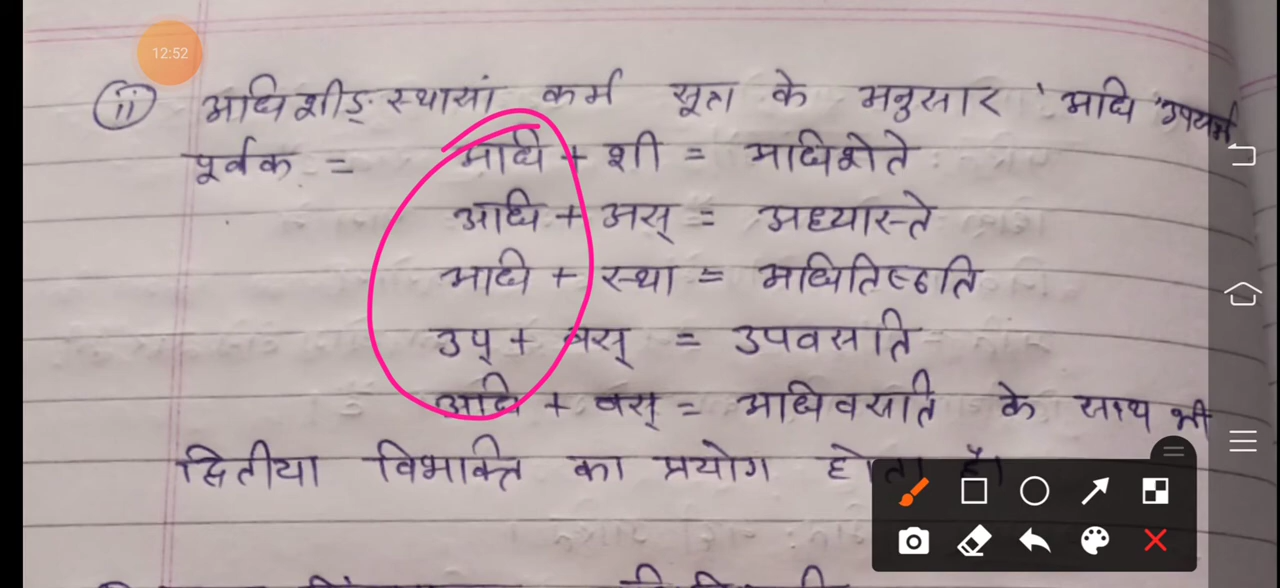 12:52
(ii) अधिशीङ् स्थासां कर्म सूत्र के अनुसार 'अधि' उपसर्ग
पूर्वक = अधि + शी = अधिशेते
अधि + अस् = अध्यास्ते
अधि + स्था = अधितिष्ठति
उप् + वस् = उपवसति
अधि + वस् = अधिवसति के साथ भी
द्वितीया विभक्ति का प्रयोग होता है।